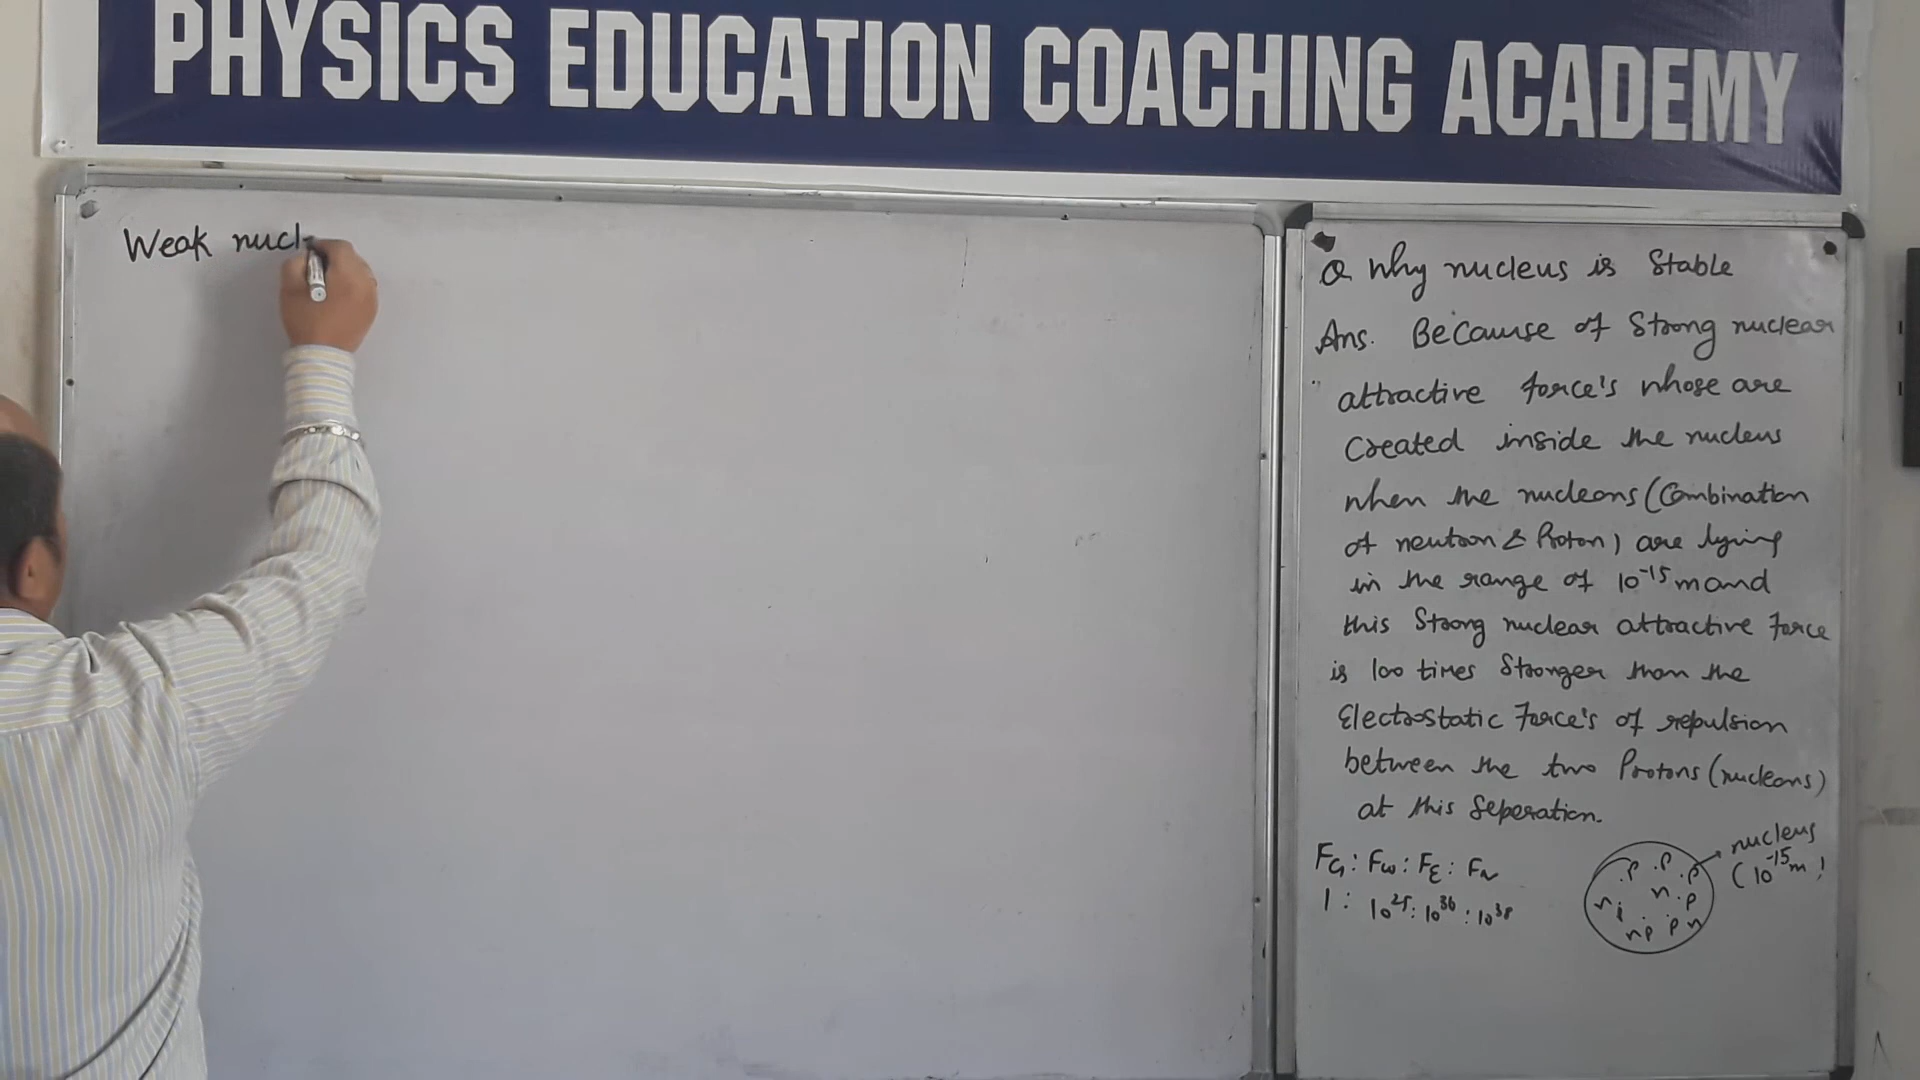 PHYSICS EDUCATION COACHING ACADEMY
Weak nucl
Q Why nucleus is Stable
Ans. Because of Strong nuclear
attractive force's whose are
Created inside the nucleus
when the nucleons (Combination
of neutron & Proton) are lying
in the range of 10⁻¹⁵ m and
this Strong nuclear attractive force
is 100 times Stronger than the
Electrostatic Force's of repulsion
between the two Protons (nucleons)
at this Seperation.
F_G : F_w : F_E : F_N
1 : 10²⁵ : 10³⁶ : 10³⁸
nucleus
(10⁻¹⁵ m)
p p p
n n p
n p p n